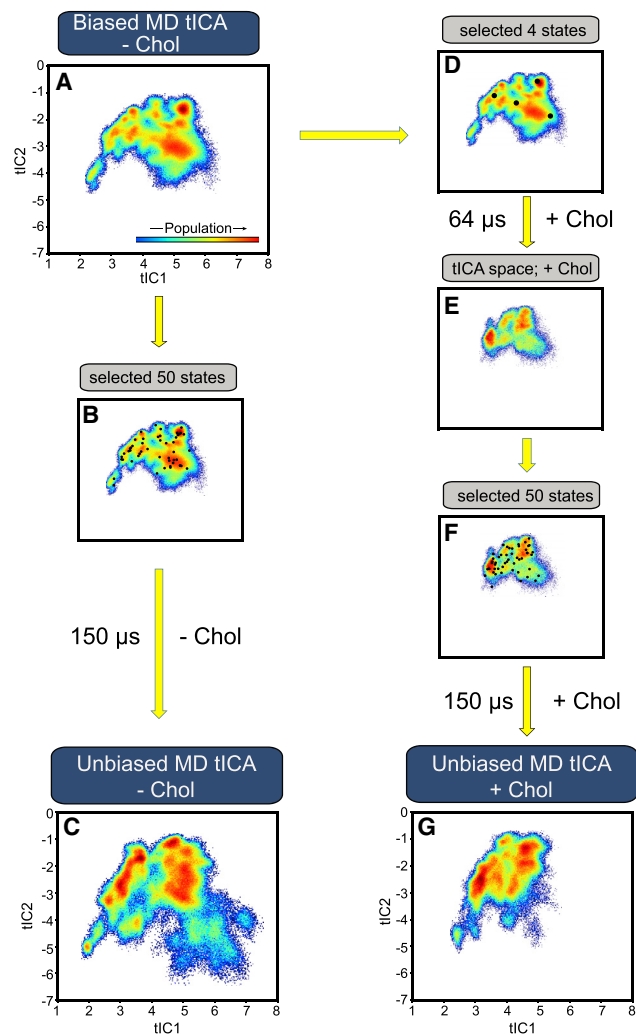 Biased MD tICA
- Chol
A
0
-1
-2
-3
-4
-5
-6
-7
tIC2
—Population→
1 2 3 4 5 6 7 8
tIC1
selected 50 states
B
150 µs - Chol
Unbiased MD tICA
- Chol
C
0
-1
-2
-3
-4
-5
-6
-7
tIC2
1 2 3 4 5 6 7 8
tIC1
selected 4 states
D
64 µs + Chol
tICA space; + Chol
E
selected 50 states
F
150 µs + Chol
Unbiased MD tICA
+ Chol
G
0
-1
-2
-3
-4
-5
-6
-7
tIC2
1 2 3 4 5 6 7 8
tIC1